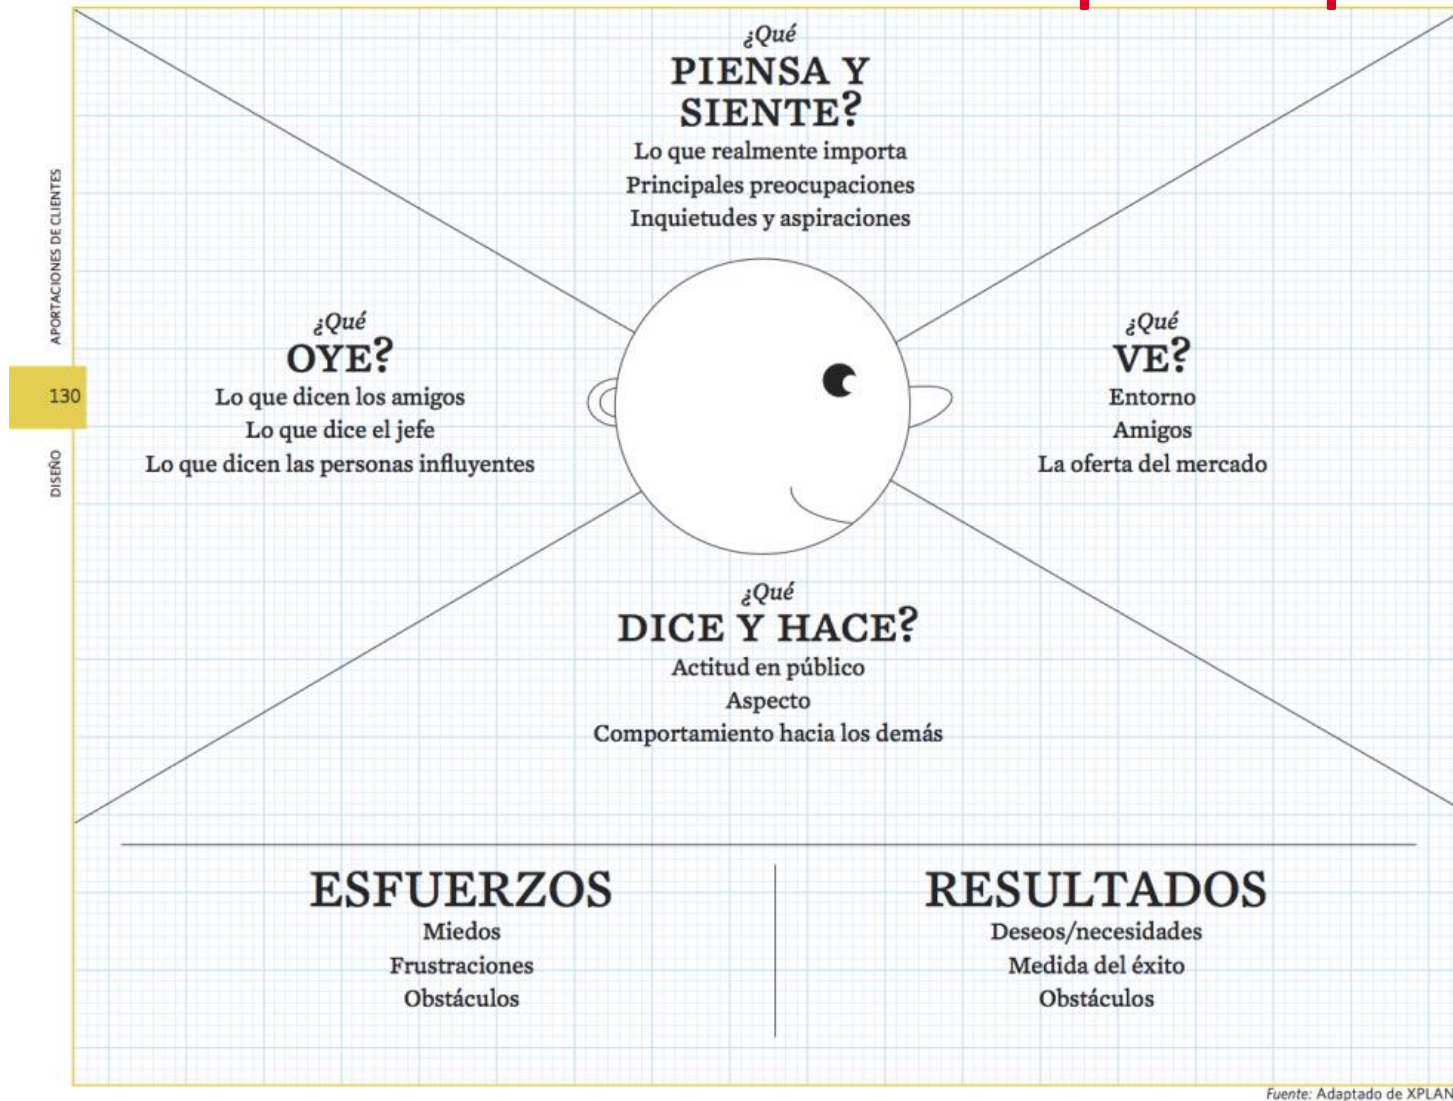 ¿Qué
PIENSA Y
SIENTE?
Lo que realmente importa
Principales preocupaciones
Inquietudes y aspiraciones
APORTACIONES DE CLIENTES
130
DISEÑO
¿Qué
OYE?
Lo que dicen los amigos
Lo que dice el jefe
Lo que dicen las personas influyentes
¿Qué
VE?
Entorno
Amigos
La oferta del mercado
¿Qué
DICE Y HACE?
Actitud en público
Aspecto
Comportamiento hacia los demás
ESFUERZOS
Miedos
Frustraciones
Obstáculos
RESULTADOS
Deseos/necesidades
Medida del éxito
Obstáculos
Fuente: Adaptado de XPLAN